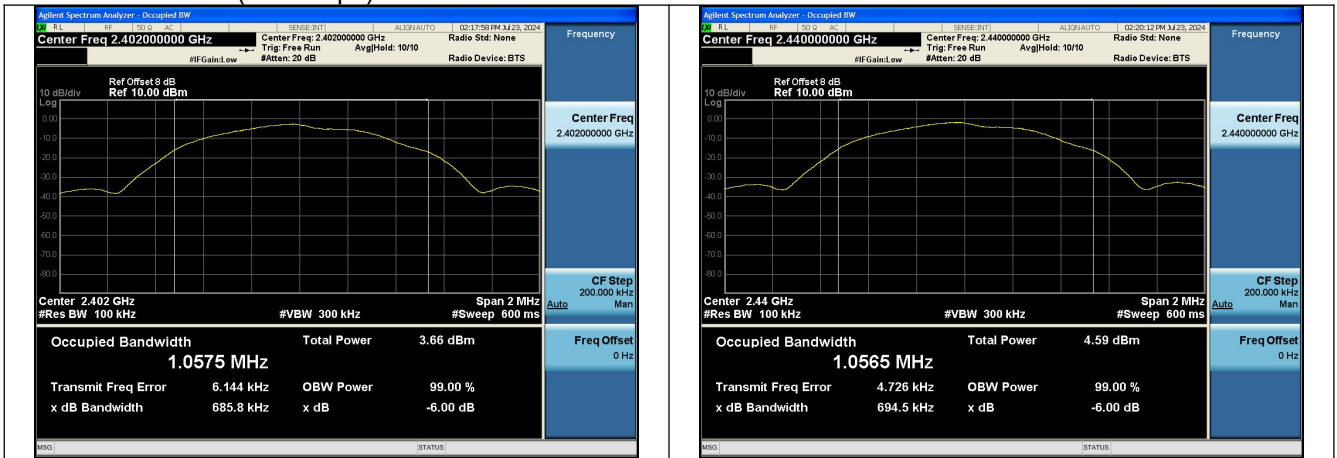 Agilent Spectrum Analyzer - Occupied BW
RL RF 50 Ω AC SENSE:INT ALIGN AUTO 02:17:58 PM Jul 23, 2024
Center Freq 2.402000000 GHz
Center Freq: 2.402000000 GHz
Radio Std: None
Trig: Free Run Avg|Hold: 10/10
#IFGain:Low #Atten: 20 dB Radio Device: BTS
Frequency
Ref Offset 8 dB
10 dB/div Ref 10.00 dBm
Log
0.00
-10.0
-20.0
-30.0
-40.0
-50.0
-60.0
-70.0
-80.0
Center 2.402 GHz Span 2 MHz
#Res BW 100 kHz #VBW 300 kHz #Sweep 600 ms
Occupied Bandwidth Total Power 3.66 dBm
1.0575 MHz
Transmit Freq Error 6.144 kHz OBW Power 99.00 %
x dB Bandwidth 685.8 kHz x dB -6.00 dB
Center Freq
2.402000000 GHz
CF Step
200.000 kHz
Auto Man
Freq Offset
0 Hz
MSG STATUS
Agilent Spectrum Analyzer - Occupied BW
RL RF 50 Ω AC SENSE:INT ALIGN AUTO 02:20:12 PM Jul 23, 2024
Center Freq 2.440000000 GHz
Center Freq: 2.440000000 GHz
Radio Std: None
Trig: Free Run Avg|Hold: 10/10
#IFGain:Low #Atten: 20 dB Radio Device: BTS
Frequency
Ref Offset 8 dB
10 dB/div Ref 10.00 dBm
Log
0.00
-10.0
-20.0
-30.0
-40.0
-50.0
-60.0
-70.0
-80.0
Center 2.44 GHz Span 2 MHz
#Res BW 100 kHz #VBW 300 kHz #Sweep 600 ms
Occupied Bandwidth Total Power 4.59 dBm
1.0565 MHz
Transmit Freq Error 4.726 kHz OBW Power 99.00 %
x dB Bandwidth 694.5 kHz x dB -6.00 dB
Center Freq
2.440000000 GHz
CF Step
200.000 kHz
Auto Man
Freq Offset
0 Hz
MSG STATUS